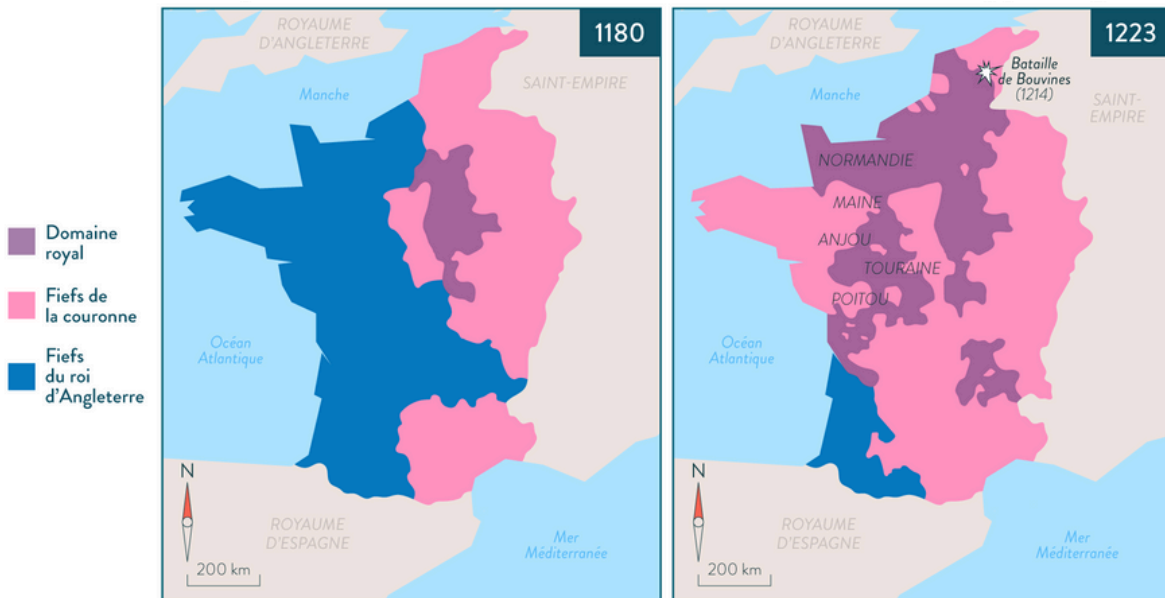 Domaine
royal
Fiefs de
la couronne
Fiefs
du roi
d'Angleterre
1180
ROYAUME
D'ANGLETERRE
SAINT-EMPIRE
Manche
Océan
Atlantique
N
200 km
ROYAUME
D'ESPAGNE
Mer
Méditerranée
1223
ROYAUME
D'ANGLETERRE
Bataille
de Bouvines
(1214)
Manche
SAINT-
EMPIRE
NORMANDIE
MAINE
ANJOU
TOURAINE
POITOU
Océan
Atlantique
N
200 km
ROYAUME
D'ESPAGNE
Mer
Méditerranée